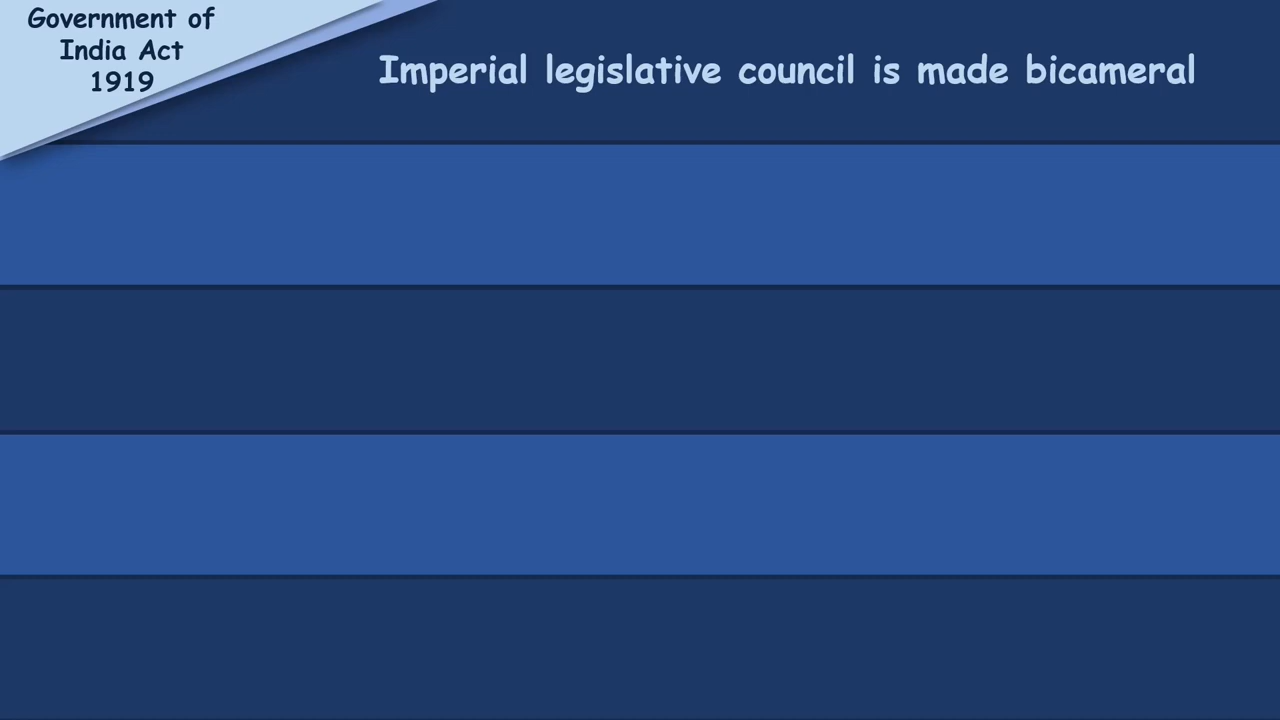 Government of
India Act
1919
Imperial legislative council is made bicameral